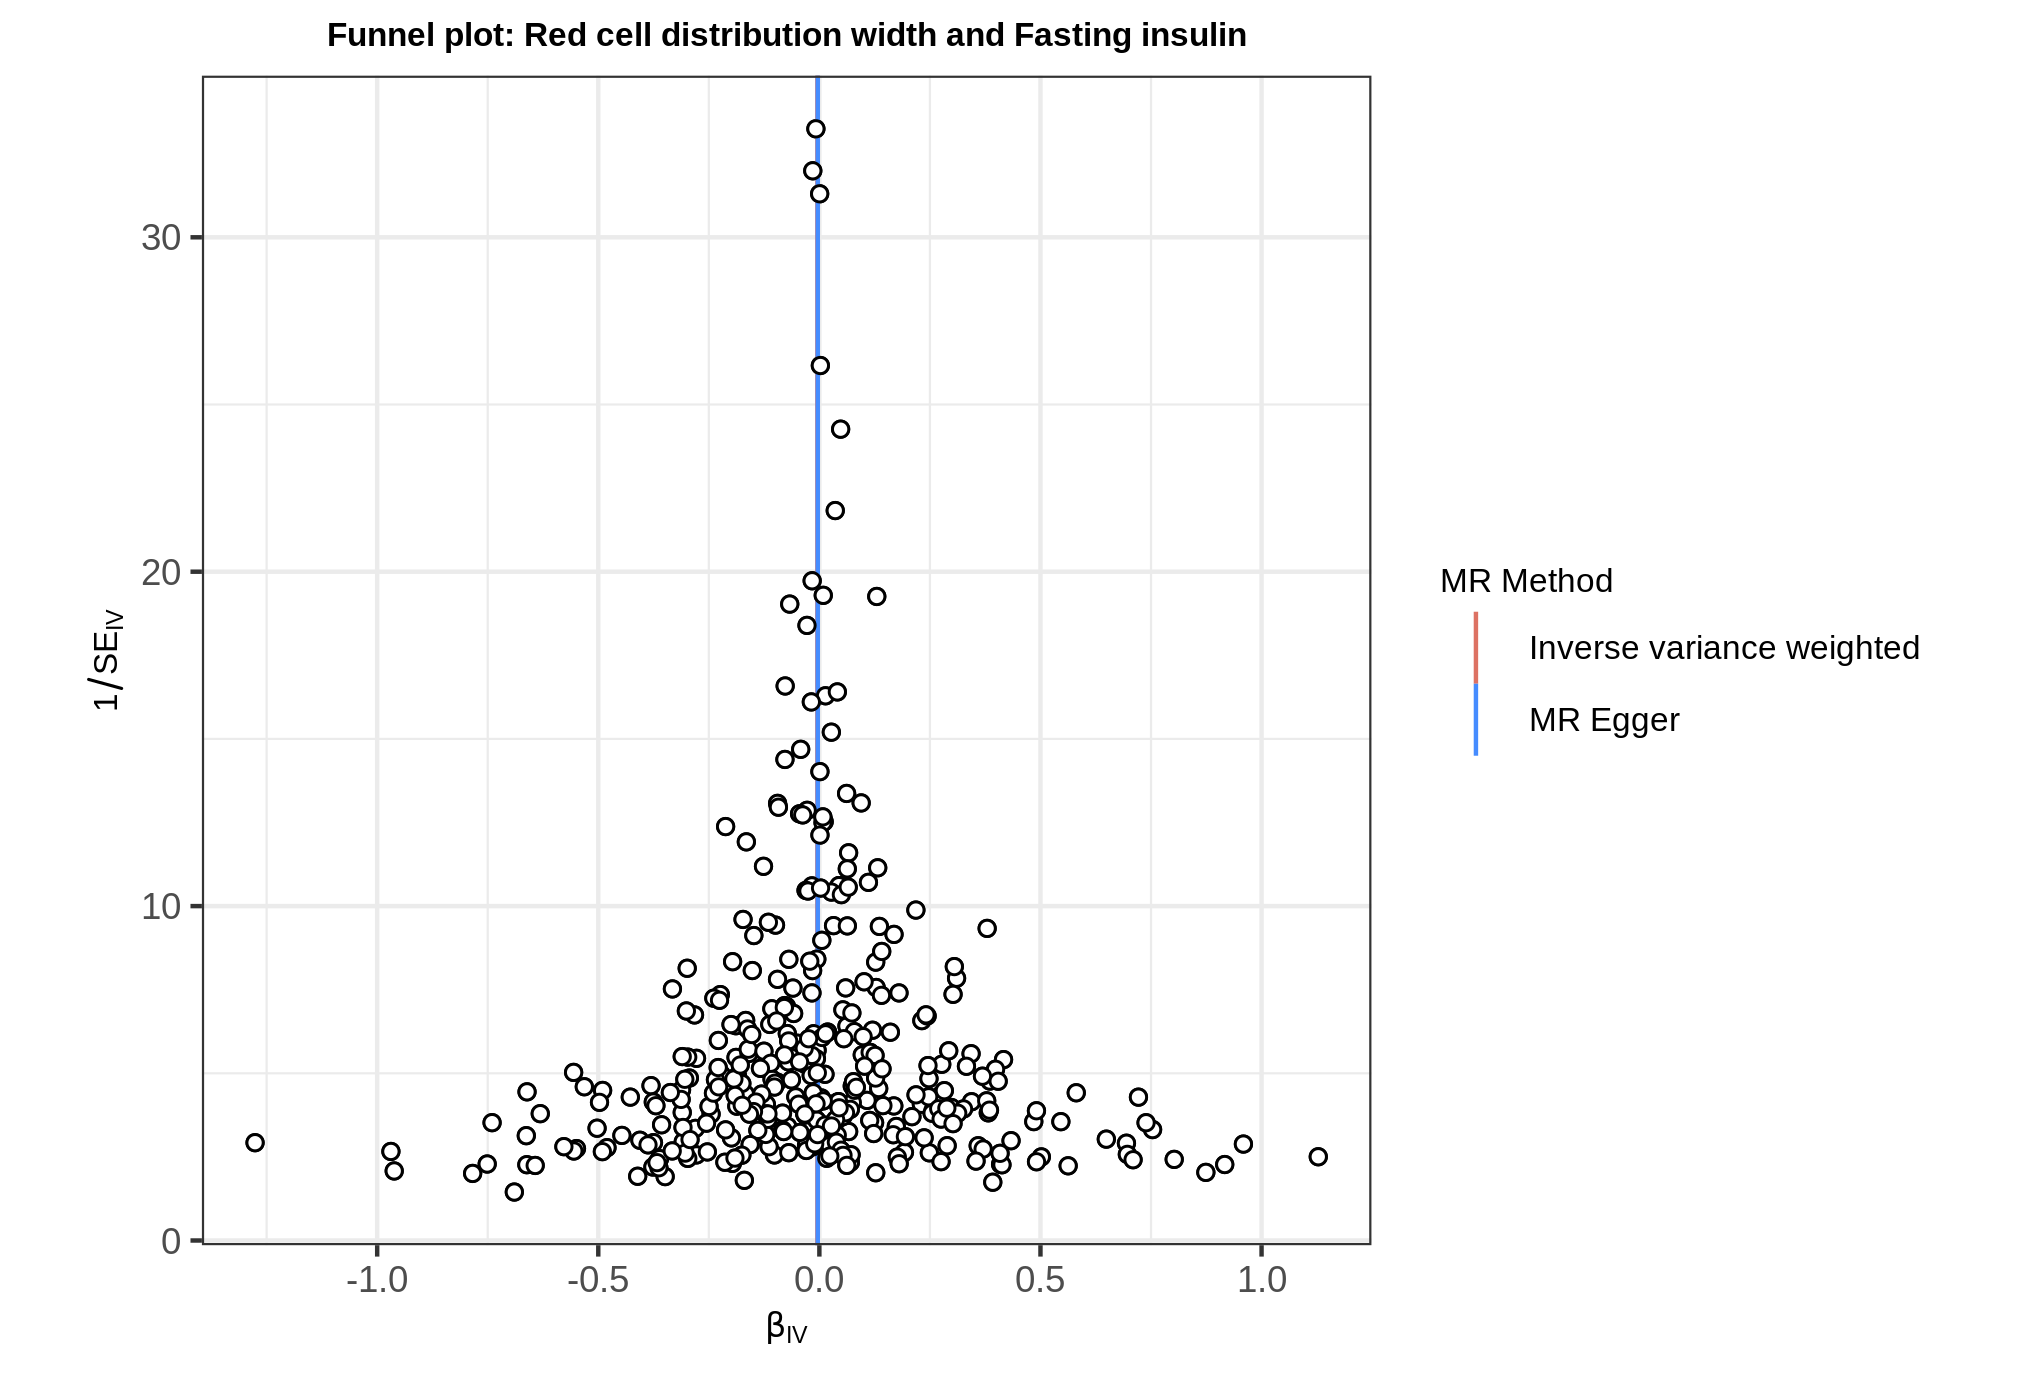 Funnel plot: Red cell distribution width and Fasting insulin
30
20
10
0
1/SEIV
-1.0 -0.5 0.0 0.5 1.0
βIV
MR Method
Inverse variance weighted
MR Egger